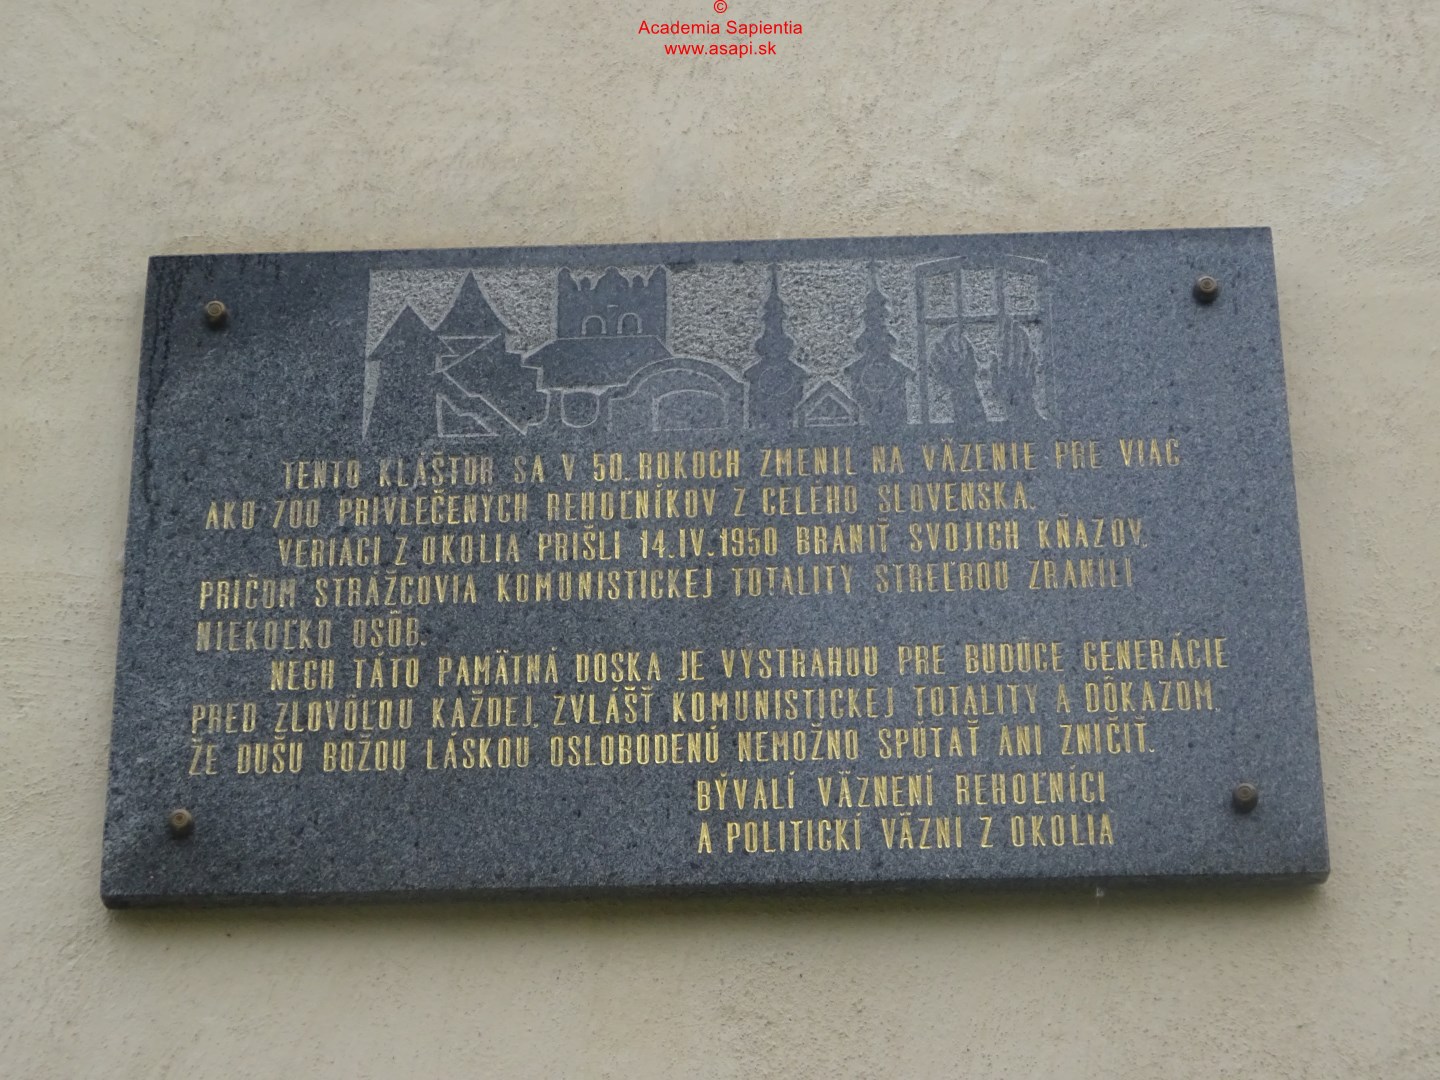 ©
Academia Sapientia
www.asapi.sk
TENTO KLÁŠTOR SA V 50. ROKOCH ZMENIL NA VÄZENIE PRE VIAC
AKO 700 PRIVLEČENÝCH REHOĽNÍKOV Z CELÉHO SLOVENSKA.
VERIACI Z OKOLIA PRIŠLI 14.IV.1950 BRÁNIŤ SVOJICH KŇAZOV,
PRIČOM STRÁŽCOVIA KOMUNISTICKEJ TOTALITY STREĽBOU ZRANILI
NIEKOĽKO OSÔB.
NECH TÁTO PAMÄTNÁ DOSKA JE VÝSTRAHOU PRE BUDÚCE GENERÁCIE
PRED ZLOVÔĽOU KAŽDEJ, ZVLÁŠŤ KOMUNISTICKEJ TOTALITY A DÔKAZOM,
ŽE DUŠU BOŽOU LÁSKOU OSLOBODENÚ NEMOŽNO SPÚTAŤ ANI ZNIČIŤ.
BÝVALÍ VÄZNENÍ REHOĽNÍCI
A POLITICKÍ VÄZNI Z OKOLIA